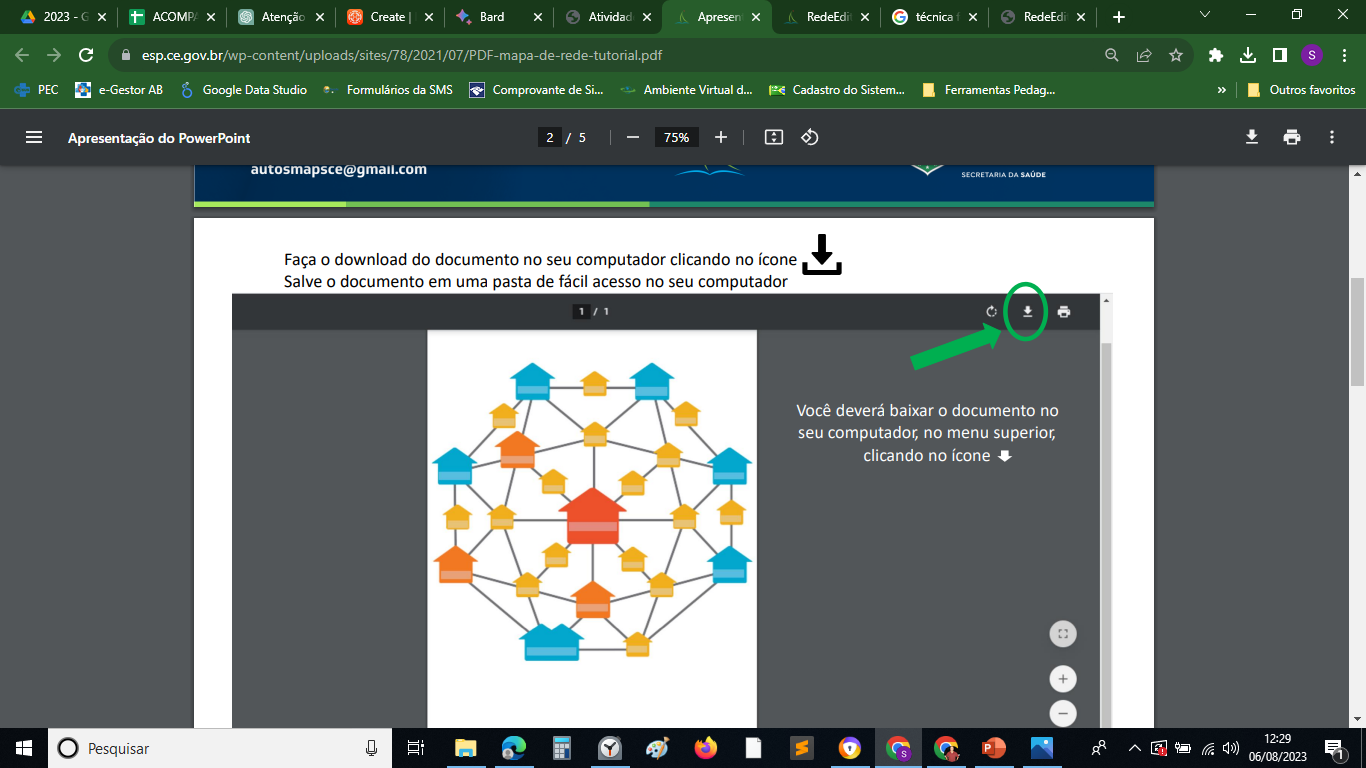 2023 - G
ACOMPA
Atenção
Create |
Bard
Atividad
Apresen
RedeEdi
técnica f
RedeEdi
esp.ce.gov.br/wp-content/uploads/sites/78/2021/07/PDF-mapa-de-rede-tutorial.pdf
S
PEC
e-Gestor AB
Google Data Studio
Formulários da SMS
Comprovante de Si...
Ambiente Virtual d...
Cadastro do Sistem...
Ferramentas Pedag...
»
Outros favoritos
Apresentação do PowerPoint
2 / 5
75%
autosmapsce@gmail.com
SECRETARIA DA SAÚDE
Faça o download do documento no seu computador clicando no ícone
Salve o documento em uma pasta de fácil acesso no seu computador
1 / 1
Você deverá baixar o documento no
seu computador, no menu superior,
clicando no ícone
Pesquisar
12:29
06/08/2023
1